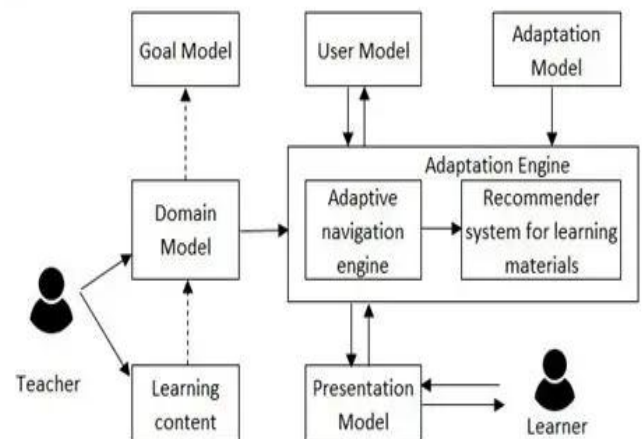 Goal Model
User Model
Adaptation
Model
Adaptation Engine
Domain
Model
Adaptive
navigation
engine
Recommender
system for learning
materials
Teacher
Learning
content
Presentation
Model
Learner